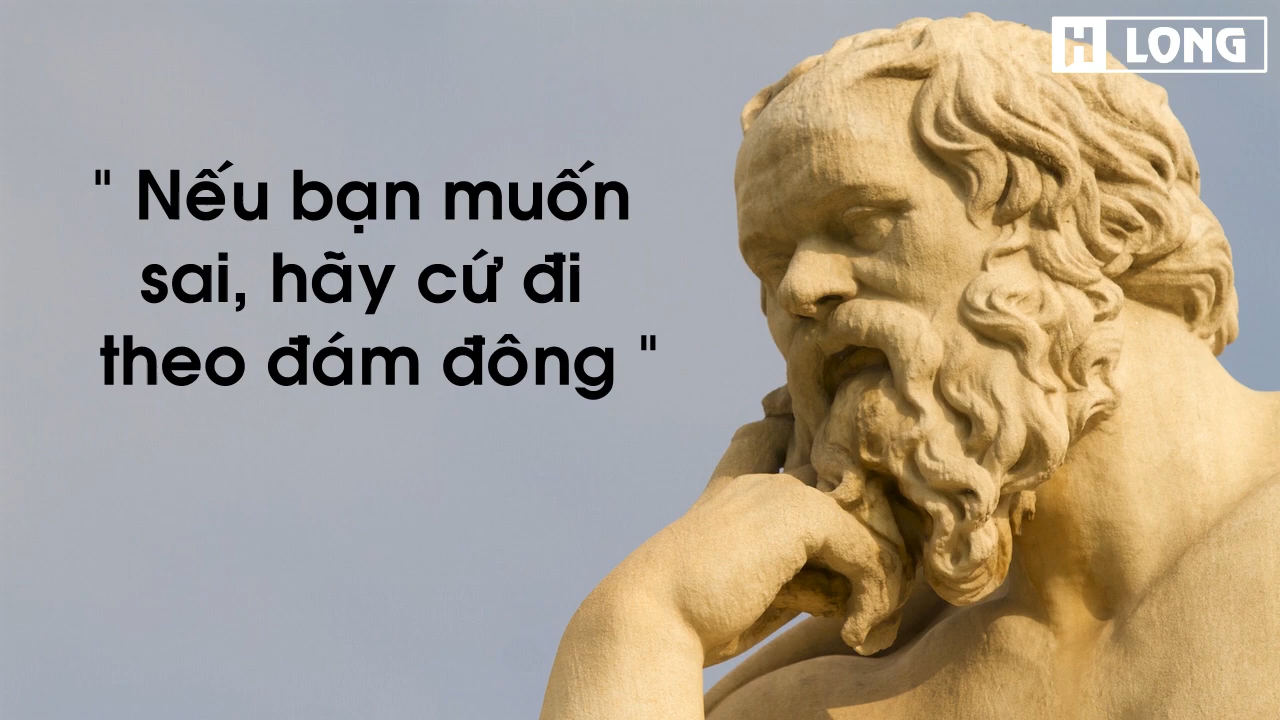 H LONG
" Nếu bạn muốn
sai, hãy cứ đi
theo đám đông "